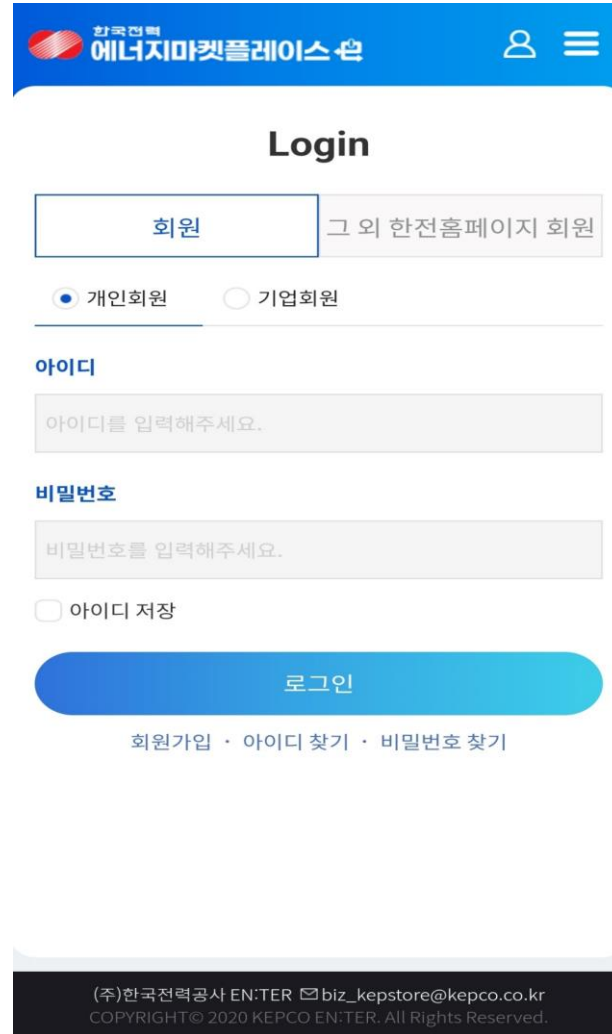 한국전력
에너지마켓플레이스
Login
회원
그 외 한전홈페이지 회원
개인회원
기업회원
아이디
아이디를 입력해주세요.
비밀번호
비밀번호를 입력해주세요.
아이디 저장
로그인
회원가입 · 아이디 찾기 · 비밀번호 찾기
(주)한국전력공사 EN:TER biz_kepstore@kepco.co.kr
COPYRIGHT© 2020 KEPCO EN:TER. All Rights Reserved.